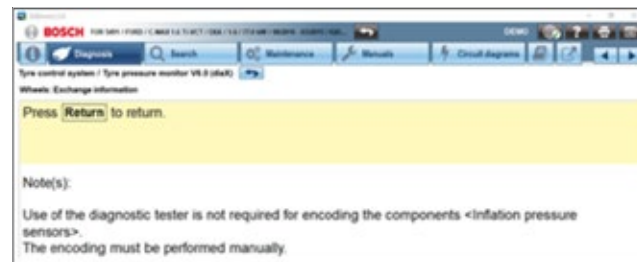 BOSCH
DEMO
Diagnosis
Search
Maintenance
Manuals
Circuit diagrams
Tyre control system / Tyre pressure monitor V6.0 (diaX)
Wheels: Exchange information
Press Return to return.
Note(s):
Use of the diagnostic tester is not required for encoding the components <Inflation pressure
sensors>.
The encoding must be performed manually.